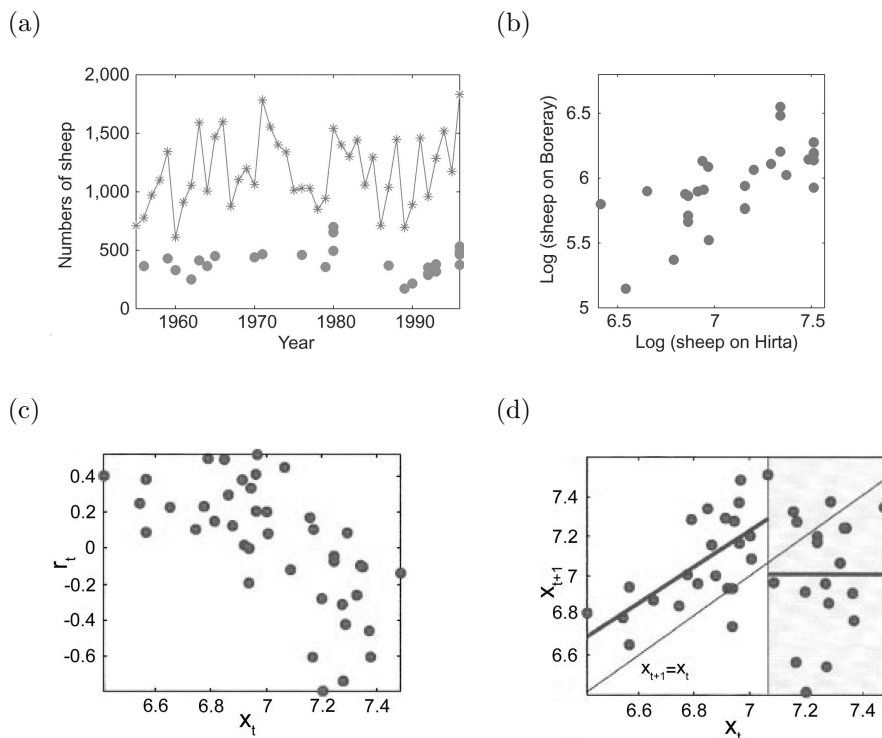 (a)
2,000
1,500
1,000
500
0
Numbers of sheep
1960
1970
1980
1990
Year
(b)
6.5
6
5.5
5
Log (sheep on Boreray)
6.5
7
7.5
Log (sheep on Hirta)
(c)
0.4
0.2
0
-0.2
-0.4
-0.6
r_t
6.6
6.8
7
7.2
7.4
x_t
(d)
7.4
7.2
7
6.8
6.6
x_{t+1}
x_{t+1}=x_t
6.6
6.8
7
7.2
7.4
x_t